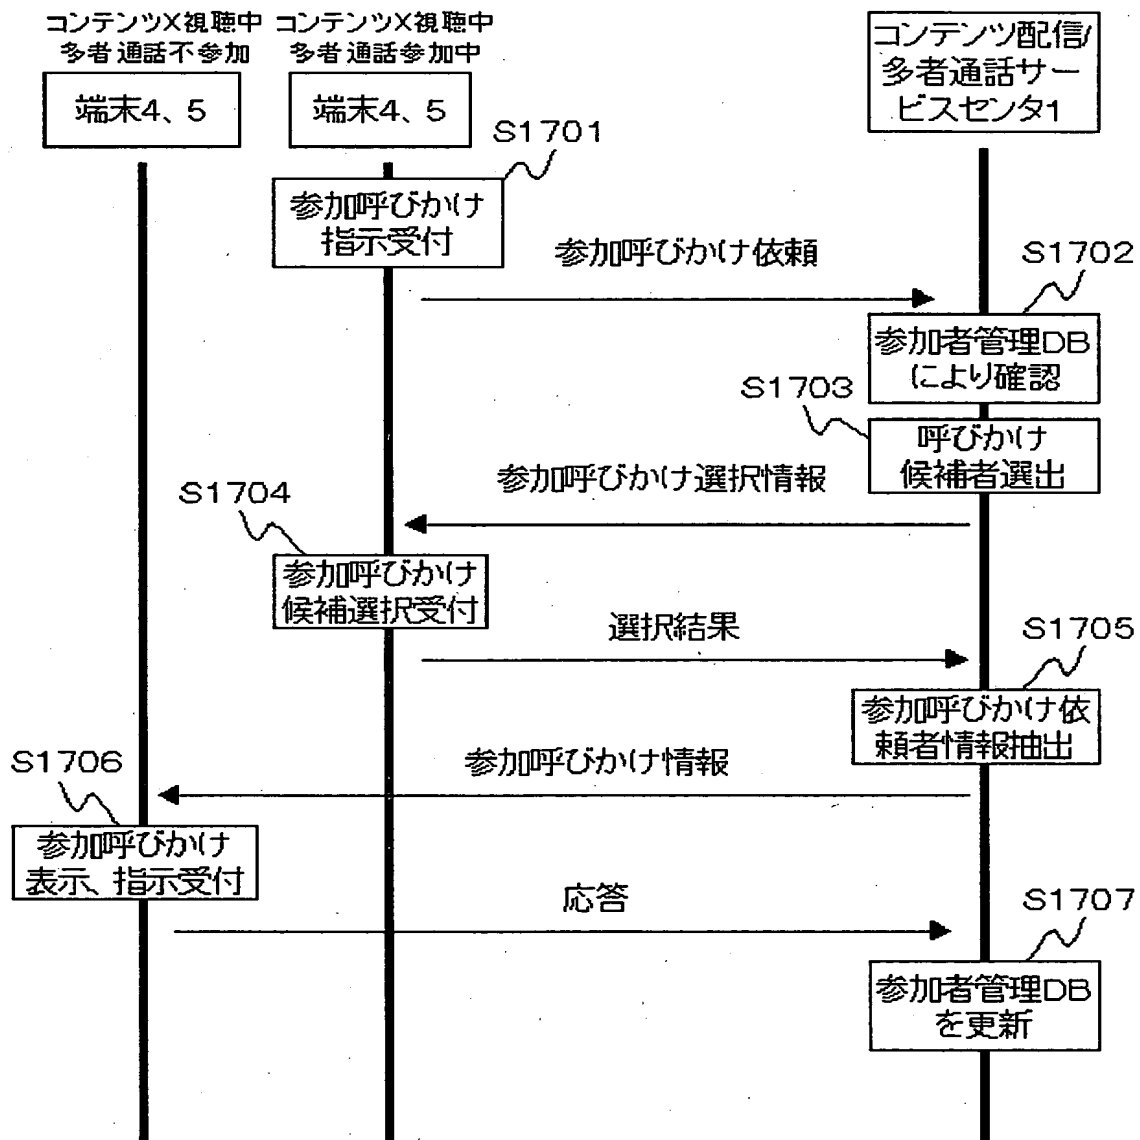 コンテンツX視聴中
多者通話不参加
端末4、5
コンテンツX視聴中
多者通話参加中
端末4、5
コンテンツ配信/
多者通話サー
ビスセンタ1
S1701
参加呼びかけ
指示受付
参加呼びかけ依頼
S1702
参加者管理DB
により確認
S1703
呼びかけ
候補者選出
参加呼びかけ選択情報
S1704
参加呼びかけ
候補選択受付
選択結果
S1705
参加呼びかけ依
頼者情報抽出
参加呼びかけ情報
S1706
参加呼びかけ
表示、指示受付
応答
S1707
参加者管理DB
を更新